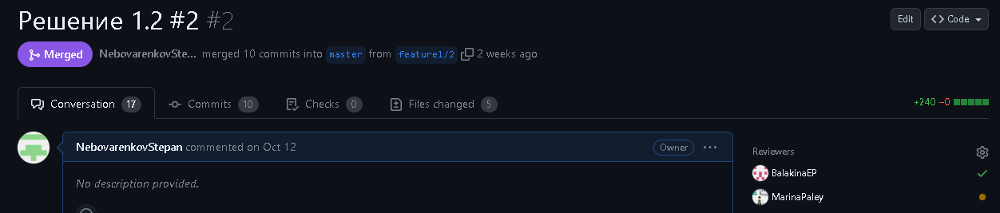 Решение 1.2 #2 #2
Edit
Code
Merged
NebovarenkovSte... merged 10 commits into master from feature1/2 2 weeks ago
Conversation 17
Commits 10
Checks 0
Files changed 5
+240 −0
NebovarenkovStepan commented on Oct 12
Owner
No description provided.
Reviewers
BalakinaEP
MarinaPaley